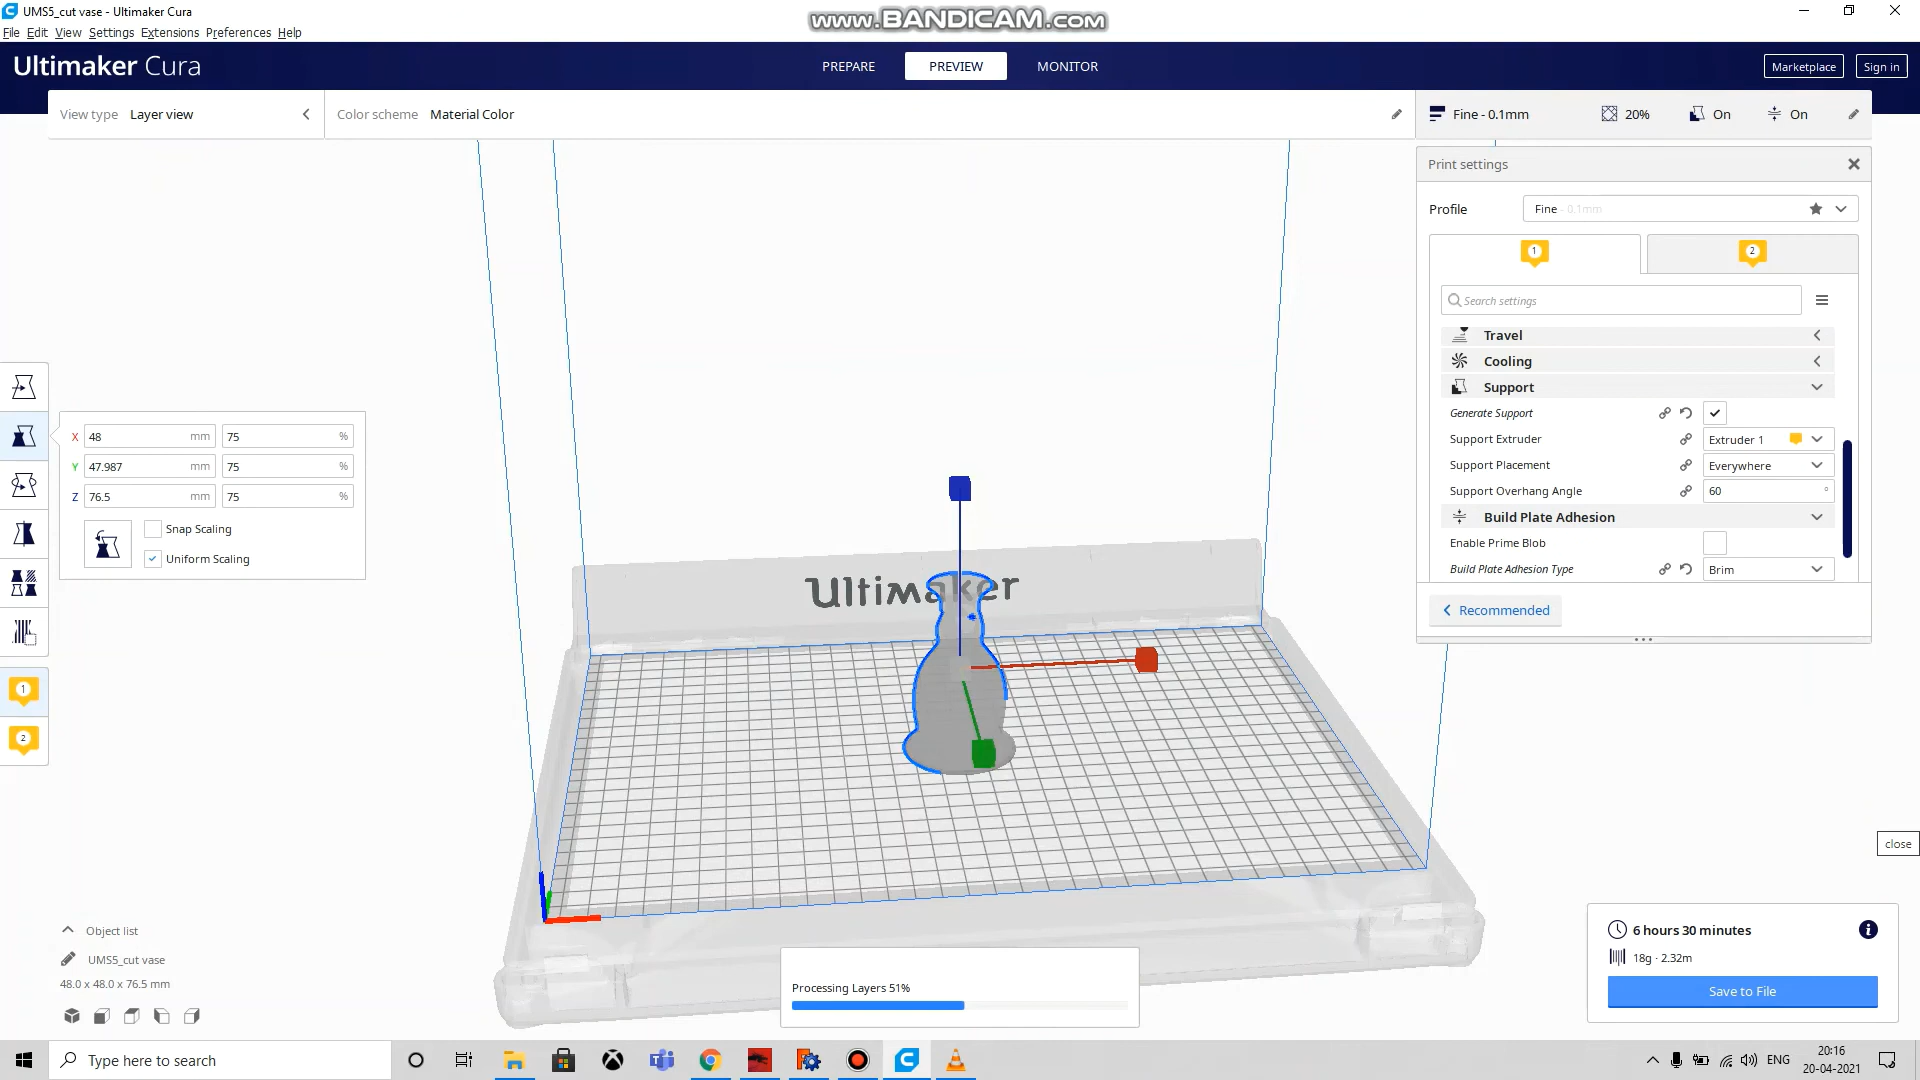 UMS5_cut vase - Ultimaker Cura
www.BANDICAM.com
File Edit View Settings Extensions Preferences Help
Ultimaker Cura
PREPARE PREVIEW MONITOR
Marketplace Sign in
View type Layer view
Color scheme Material Color
Fine - 0.1mm 20% On On
Print settings
Profile Fine - 0.1mm
1 2
Search settings
Travel
Cooling
Support
Generate Support
Support Extruder Extruder 1
Support Placement Everywhere
Support Overhang Angle 60 °
Build Plate Adhesion
Enable Prime Blob
Build Plate Adhesion Type Brim
Recommended
X 48 mm 75 %
Y 47.987 mm 75 %
Z 76.5 mm 75 %
Snap Scaling
Uniform Scaling
1
2
Ultimaker
close
Object list
UMS5_cut vase
48.0 x 48.0 x 76.5 mm
Processing Layers 51%
6 hours 30 minutes
18g · 2.32m
Save to File
Type here to search
ENG
20:16
20-04-2021